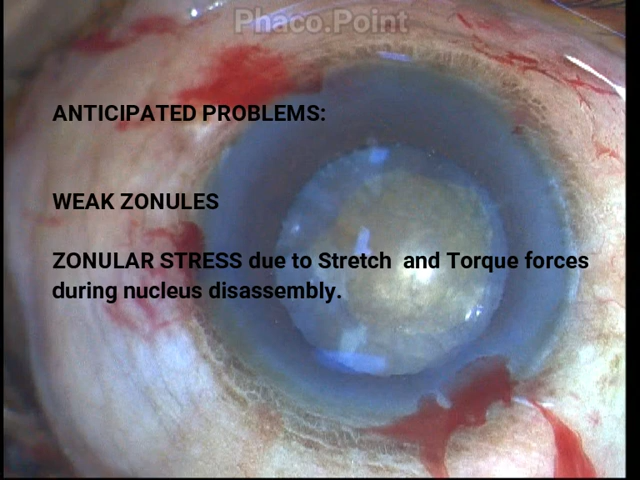 Phaco.Point
ANTICIPATED PROBLEMS:
WEAK ZONULES
ZONULAR STRESS due to Stretch and Torque forces
during nucleus disassembly.